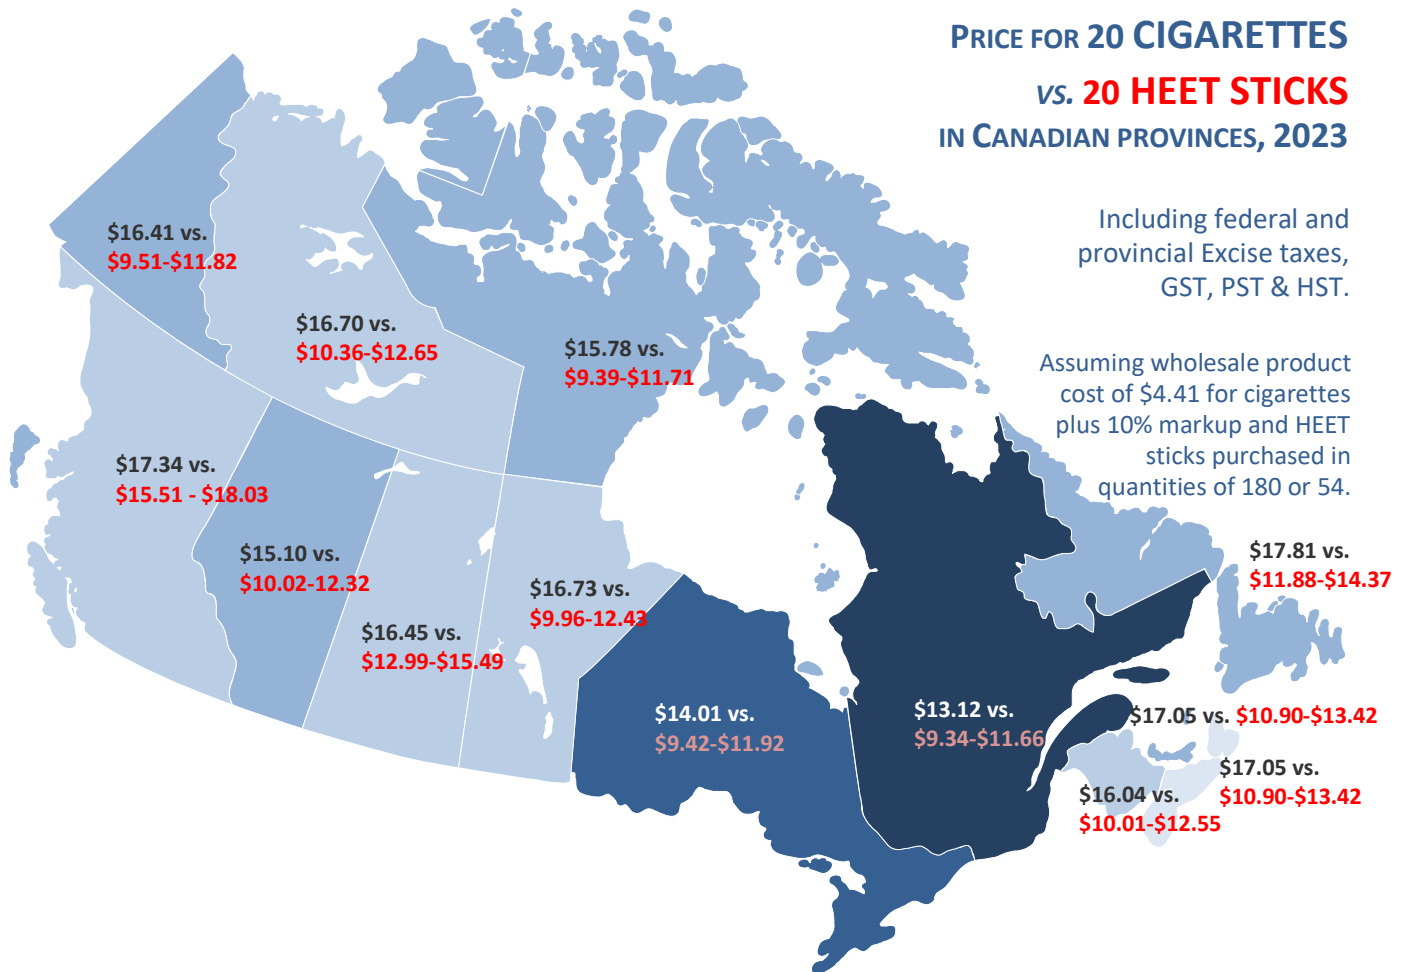 PRICE FOR 20 CIGARETTES
VS. 20 HEET STICKS
IN CANADIAN PROVINCES, 2023
Including federal and
provincial Excise taxes,
GST, PST & HST.
Assuming wholesale product
cost of $4.41 for cigarettes
plus 10% markup and HEET
sticks purchased in
quantities of 180 or 54.
$16.41 vs.
$9.51-$11.82
$16.70 vs.
$10.36-$12.65
$15.78 vs.
$9.39-$11.71
$17.34 vs.
$15.51 - $18.03
$15.10 vs.
$10.02-12.32
$16.45 vs.
$12.99-$15.49
$16.73 vs.
$9.96-12.43
$14.01 vs.
$9.42-$11.92
$13.12 vs.
$9.34-$11.66
$17.81 vs.
$11.88-$14.37
$17.05 vs. $10.90-$13.42
$17.05 vs.
$10.90-$13.42
$16.04 vs.
$10.01-$12.55